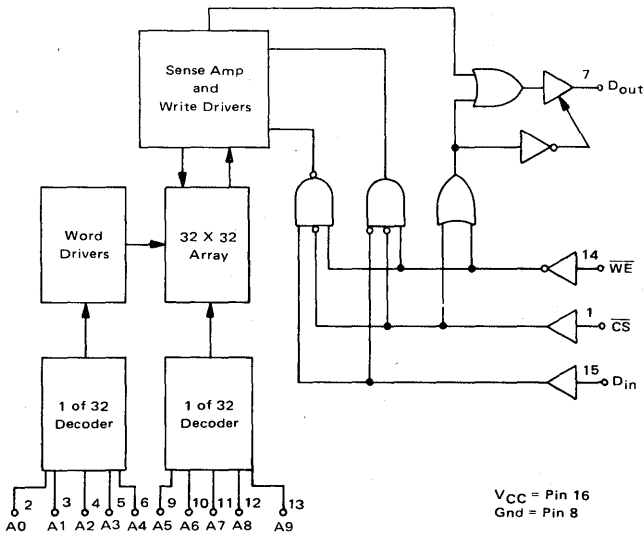 Sense Amp
and
Write Drivers
7
Dout
Word
Drivers
32 X 32
Array
14
WE
1
CS
15
Din
1 of 32
Decoder
1 of 32
Decoder
2
3
4
5
6
9
10
11
12
13
A0
A1
A2
A3
A4
A5
A6
A7
A8
A9
VCC = Pin 16
Gnd = Pin 8